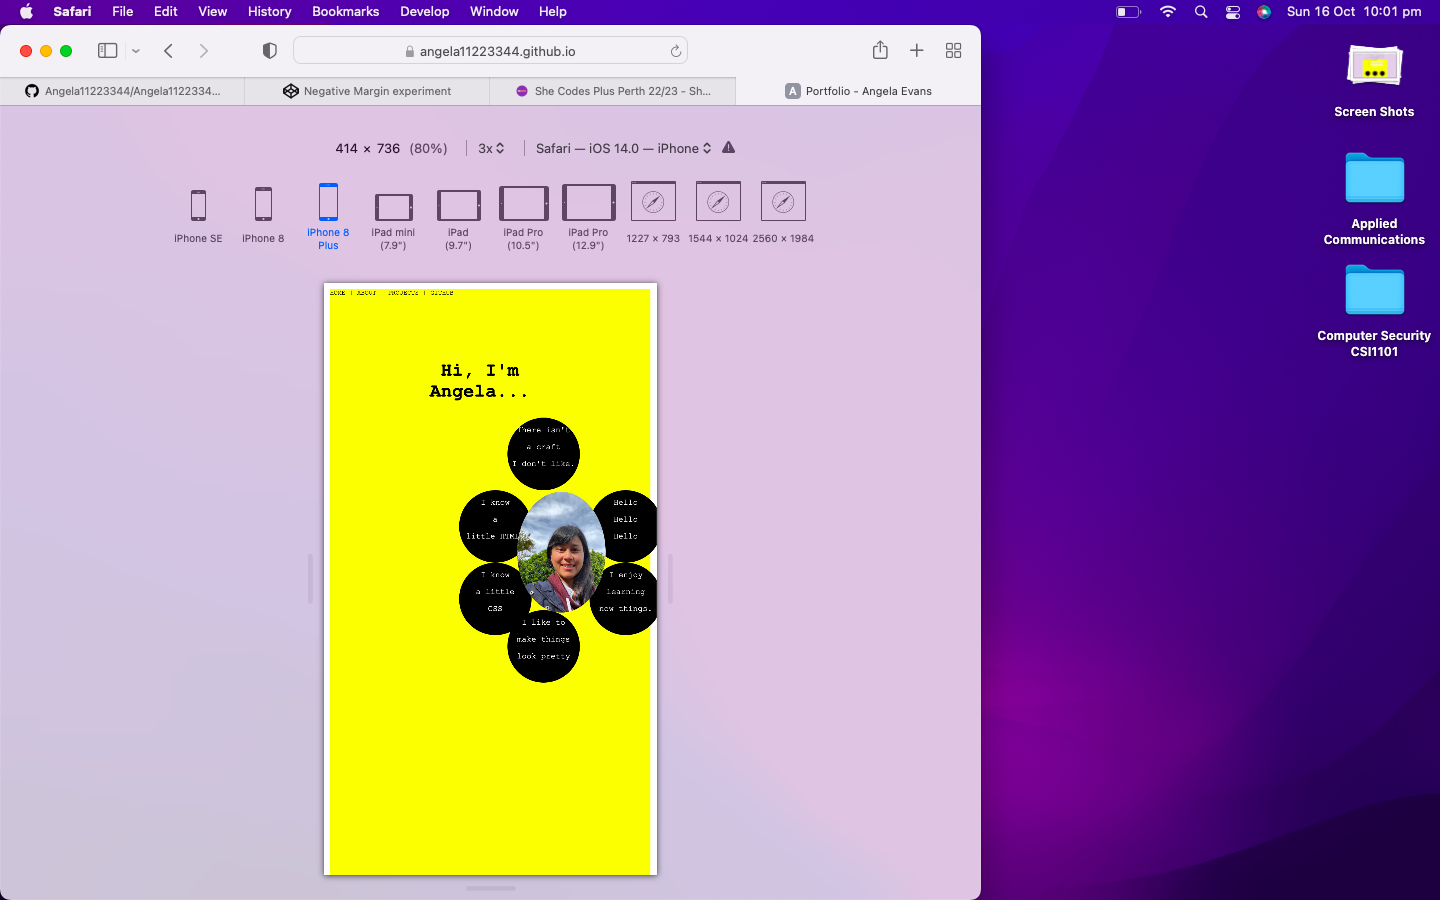 Safari File Edit View History Bookmarks Develop Window Help Sun 16 Oct 10:01 pm
angela11223344.github.io
Angela11223344/Angela1122334... Negative Margin experiment She Codes Plus Perth 22/23 - Sh... A Portfolio - Angela Evans
Screen Shots
Applied
Communications
Computer Security
CSI1101
414 × 736 (80%) 3x Safari — iOS 14.0 — iPhone
iPhone SE
iPhone 8
iPhone 8
Plus
iPad mini
(7.9")
iPad
(9.7")
iPad Pro
(10.5")
iPad Pro
(12.9")
1227 × 793
1544 × 1024
2560 × 1984
HOME | ABOUT PROJECTS | GITHUB
Hi, I'm
Angela...
There isn't
a craft
I don't like.
I know
a
little HTML
Hello
Hello
Hello
I know
a little
CSS
I enjoy
learning
new things.
I like to
make things
look pretty